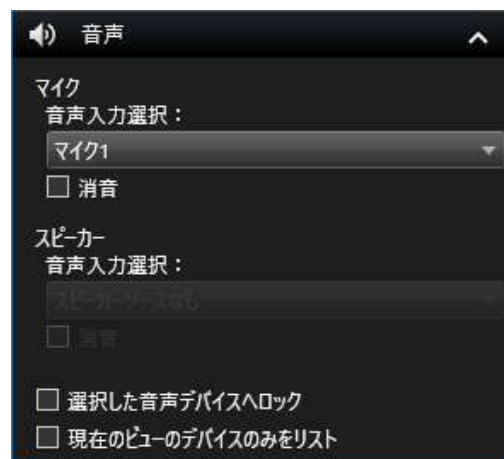 音声
マイク
音声入力選択：
マイク1
消音
スピーカー
音声入力選択：
スピーカーソースなし
消音
選択した音声デバイスへロック
現在のビューのデバイスのみをリスト